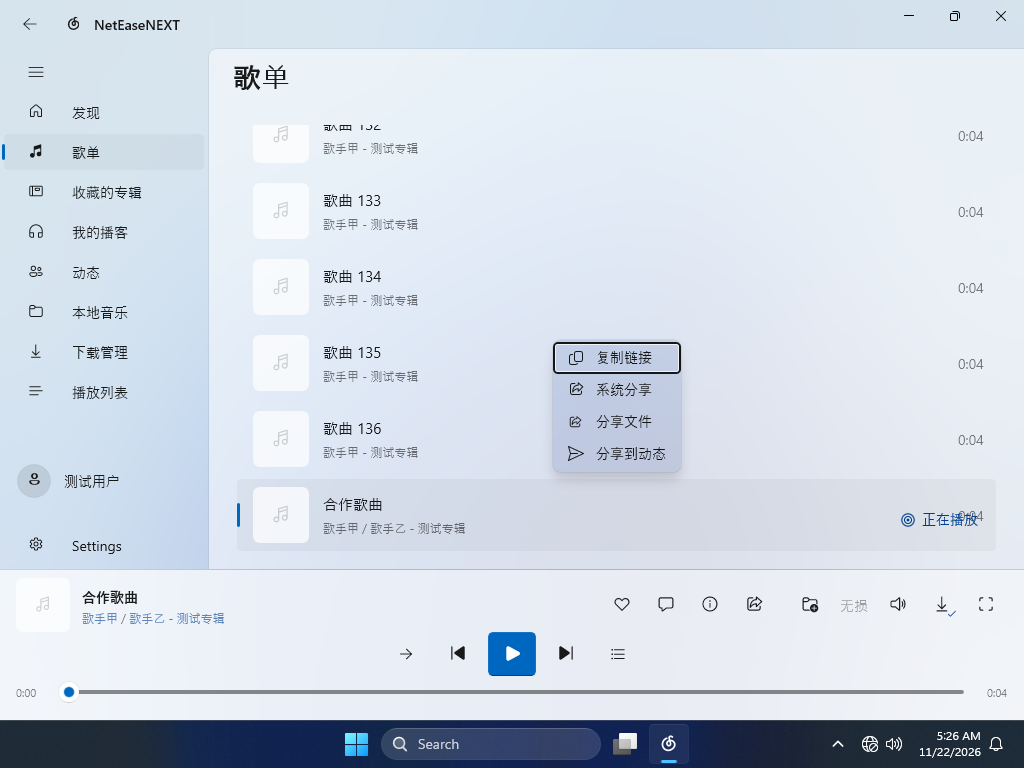 NetEaseNEXT
发现
歌单
收藏的专辑
我的播客
动态
本地音乐
下载管理
播放列表
测试用户
Settings
歌单
歌曲 132
歌手甲 - 测试专辑
0:04
歌曲 133
歌手甲 - 测试专辑
0:04
歌曲 134
歌手甲 - 测试专辑
0:04
歌曲 135
歌手甲 - 测试专辑
0:04
歌曲 136
歌手甲 - 测试专辑
0:04
合作歌曲
歌手甲 / 歌手乙 - 测试专辑
正在播放
0:04
复制链接
系统分享
分享文件
分享到动态
合作歌曲
歌手甲 / 歌手乙 - 测试专辑
无损
0:00
0:04
Search
5:26 AM
11/22/2026